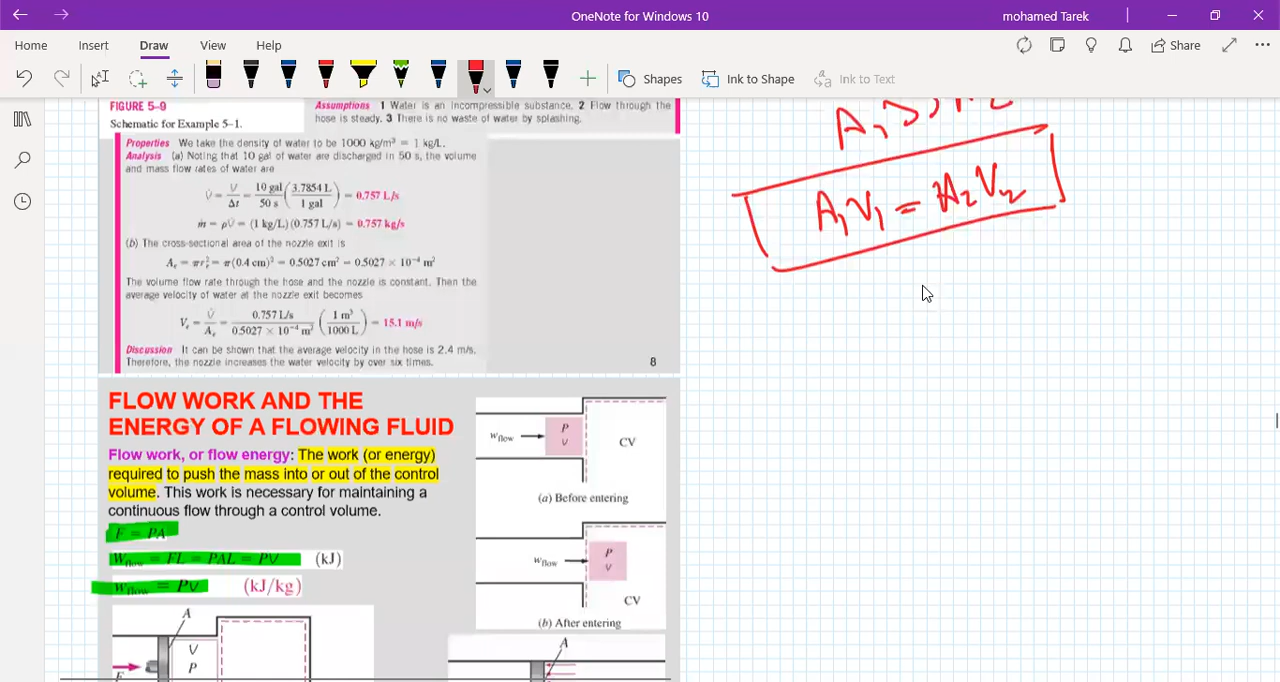 OneNote for Windows 10
mohamed Tarek
Home Insert Draw View Help
Share
Shapes
Ink to Shape
Ink to Text
FIGURE 5–9
Schematic for Example 5–1.
Assumptions 1 Water is an incompressible substance. 2 Flow through the
hose is steady. 3 There is no waste of water by splashing.
Properties We take the density of water to be 1000 kg/m³ = 1 kg/L.
Analysis (a) Noting that 10 gal of water are discharged in 50 s, the volume
and mass flow rates of water are
V̇ = V/Δt = 10 gal/50 s (3.7854 L/1 gal) = 0.757 L/s
ṁ = ρV̇ = (1 kg/L)(0.757 L/s) = 0.757 kg/s
(b) The cross-sectional area of the nozzle exit is
Aₑ = πrₑ² = π(0.4 cm)² = 0.5027 cm² = 0.5027 × 10⁻⁴ m²
The volume flow rate through the hose and the nozzle is constant. Then the
average velocity of water at the nozzle exit becomes
Vₑ = V̇/Aₑ = 0.757 L/s/0.5027 × 10⁻⁴ m² (1 m³/1000 L) = 15.1 m/s
Discussion It can be shown that the average velocity in the hose is 2.4 m/s.
Therefore, the nozzle increases the water velocity by over six times.
8
A₁V₁ = A₂V₂
FLOW WORK AND THE
ENERGY OF A FLOWING FLUID
Flow work, or flow energy: The work (or energy)
required to push the mass into or out of the control
volume. This work is necessary for maintaining a
continuous flow through a control volume.
F = PA
W_flow = FL = PAL = PV (kJ)
w_flow = Pv (kJ/kg)
w_flow
P
v
CV
(a) Before entering
w_flow
P
v
CV
(b) After entering
A
V
P
F
A